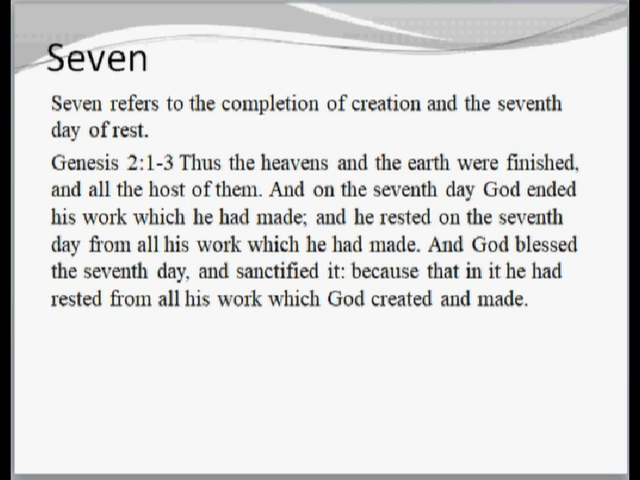 Seven
Seven refers to the completion of creation and the seventh
day of rest.
Genesis 2:1-3 Thus the heavens and the earth were finished,
and all the host of them. And on the seventh day God ended
his work which he had made; and he rested on the seventh
day from all his work which he had made. And God blessed
the seventh day, and sanctified it: because that in it he had
rested from all his work which God created and made.